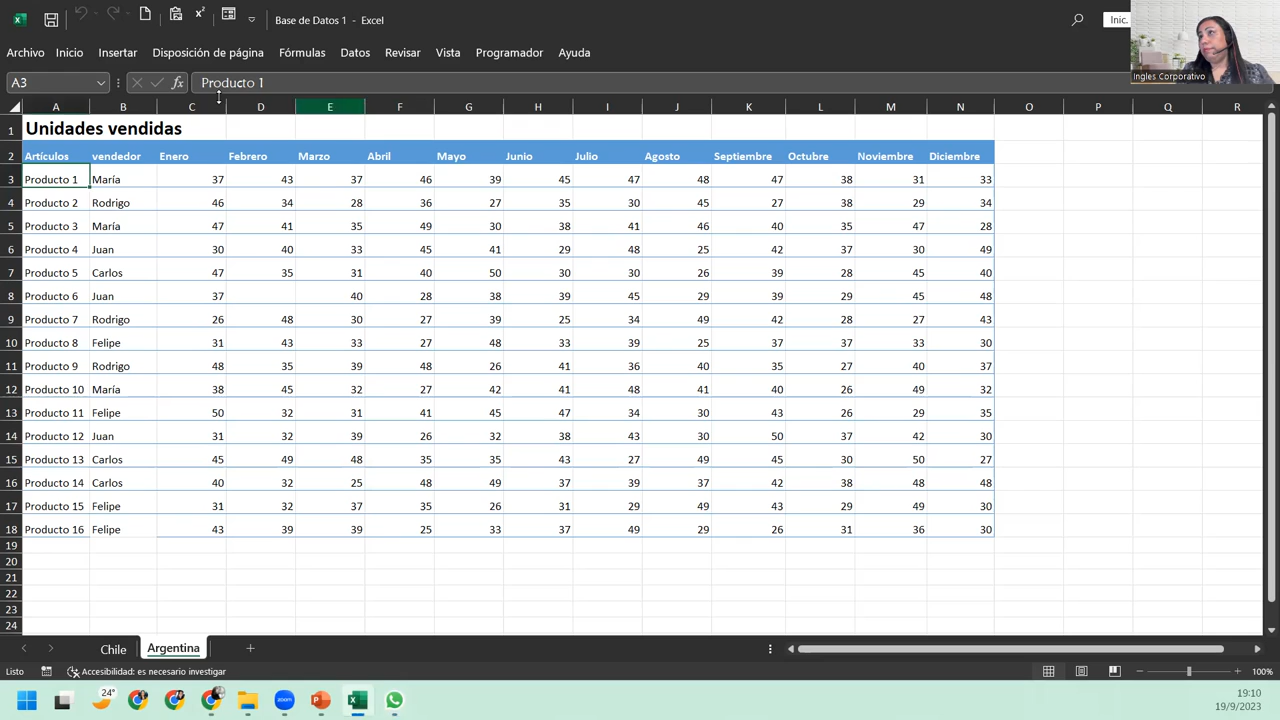 Base de Datos 1 - Excel
Inic.
Archivo Inicio Insertar Disposición de página Fórmulas Datos Revisar Vista Programador Ayuda
Ingles Corporativo
A3 fx Producto 1
A B C D E F G H I J K L M N O P Q R
1 Unidades vendidas
2 Artículos vendedor Enero Febrero Marzo Abril Mayo Junio Julio Agosto Septiembre Octubre Noviembre Diciembre
3 Producto 1 María 37 43 37 46 39 45 47 48 47 38 31 33
4 Producto 2 Rodrigo 46 34 28 36 27 35 30 45 27 38 29 34
5 Producto 3 María 47 41 35 49 30 38 41 46 40 35 47 28
6 Producto 4 Juan 30 40 33 45 41 29 48 25 42 37 30 49
7 Producto 5 Carlos 47 35 31 40 50 30 30 26 39 28 45 40
8 Producto 6 Juan 37 40 28 38 39 45 29 39 29 45 48
9 Producto 7 Rodrigo 26 48 30 27 39 25 34 49 42 28 27 43
10 Producto 8 Felipe 31 43 33 27 48 33 39 25 37 37 33 30
11 Producto 9 Rodrigo 48 35 39 48 26 41 36 40 35 27 40 37
12 Producto 10 María 38 45 32 27 42 41 48 41 40 26 49 32
13 Producto 11 Felipe 50 32 31 41 45 47 34 30 43 26 29 35
14 Producto 12 Juan 31 32 39 26 32 38 43 30 50 37 42 30
15 Producto 13 Carlos 45 49 48 35 35 43 27 49 45 30 50 27
16 Producto 14 Carlos 40 32 25 48 49 37 39 37 42 38 48 48
17 Producto 15 Felipe 31 32 37 35 26 31 29 49 43 29 49 30
18 Producto 16 Felipe 43 39 39 25 33 37 49 29 26 31 36 30
19
20
21
22
23
24
Chile Argentina
Listo Accesibilidad: es necesario investigar 100%
24°
zoom
19:10
19/9/2023